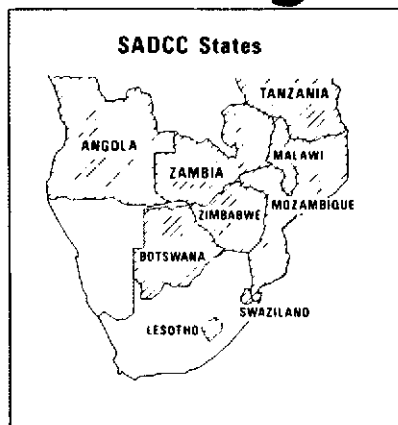 SADCC States
TANZANIA
ANGOLA
MALAWI
ZAMBIA
MOZAMBIQUE
ZIMBABWE
BOTSWANA
SWAZILAND
LESOTHO